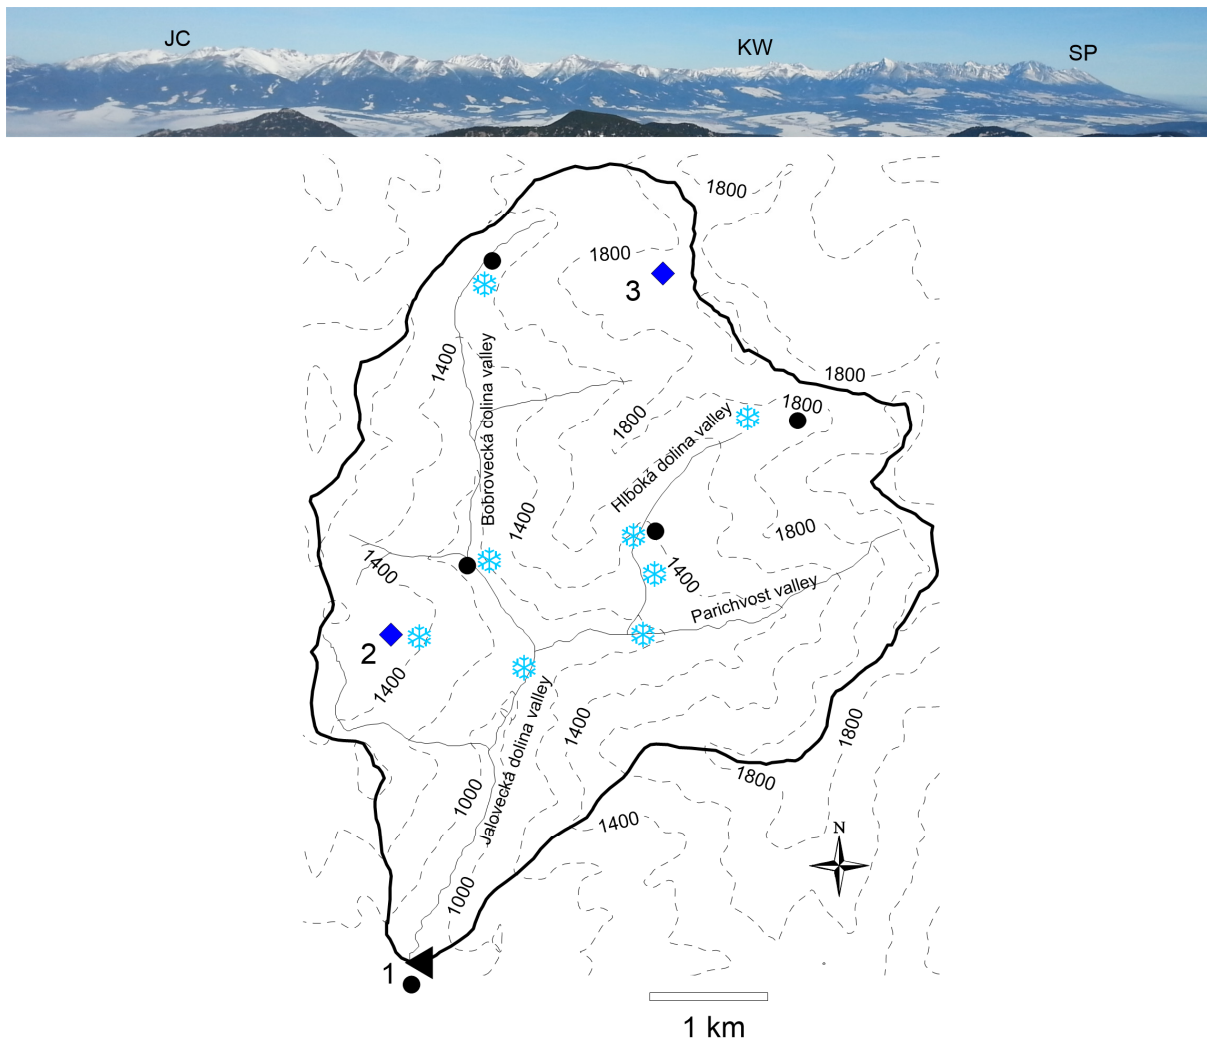 JC
KW
SP
1800
1800
3
1400
Bobrovecká dolina valley
1800
1800
1800
Hlboká dolina valley
1400
1800
1400
1400
Parichvost valley
2
1400
Jalovecká dolina valley
1400
1800
1800
1000
1400
N
1000
1
1 km